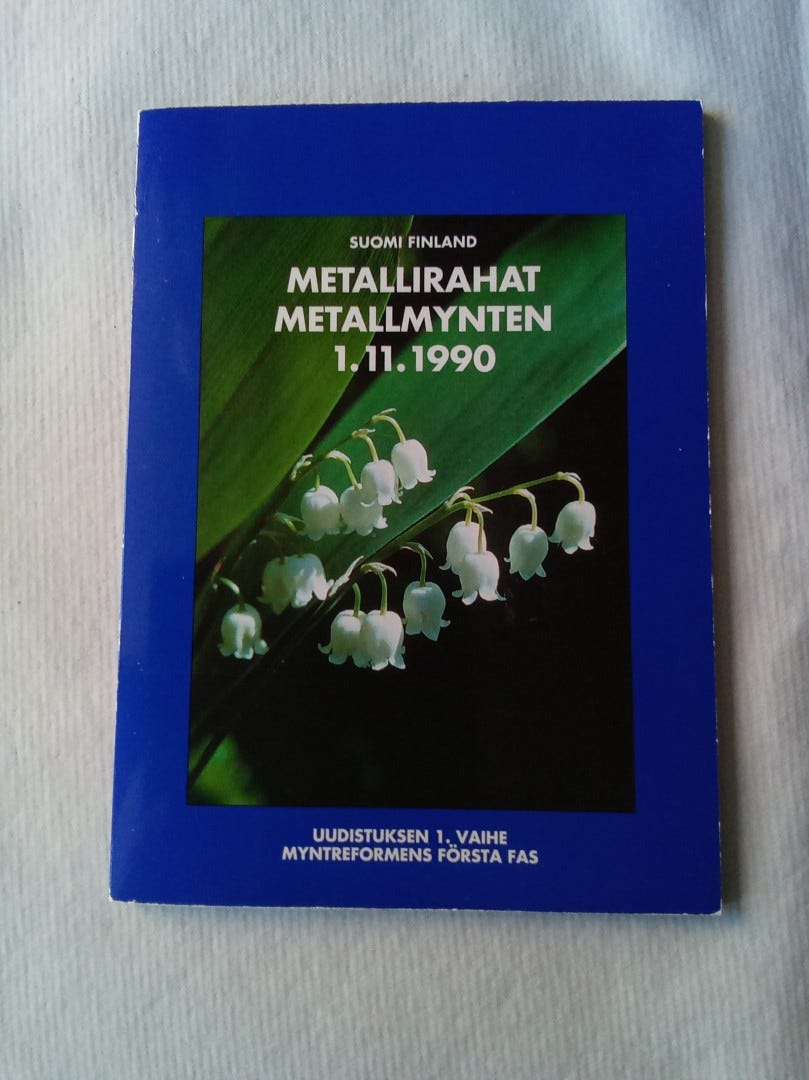 SUOMI FINLAND
METALLIRAHAT
METALLMYNTEN
1.11.1990
UUDISTUKSEN 1. VAIHE
MYNTREFORMENS FÖRSTA FAS